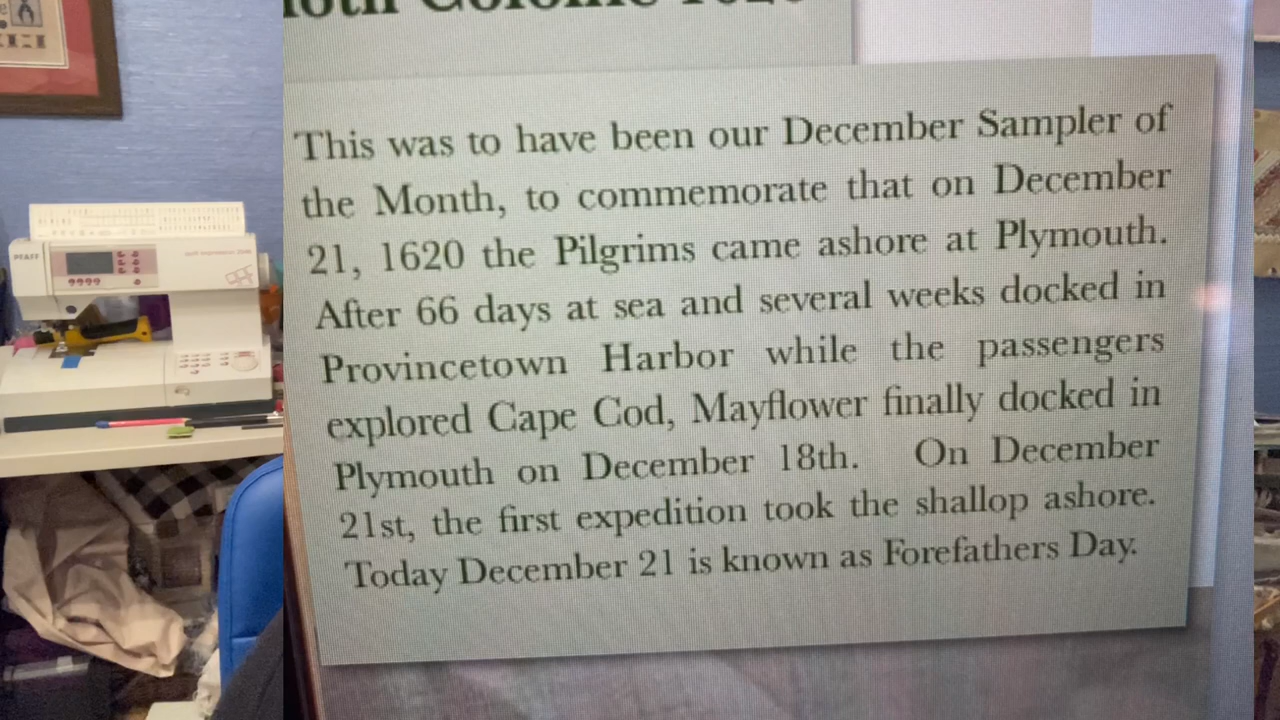 This was to have been our December Sampler of
the Month, to commemorate that on December
21, 1620 the Pilgrims came ashore at Plymouth.
After 66 days at sea and several weeks docked in
Provincetown Harbor while the passengers
explored Cape Cod, Mayflower finally docked in
Plymouth on December 18th. On December
21st, the first expedition took the shallop ashore.
Today December 21 is known as Forefathers Day.
PFAFF